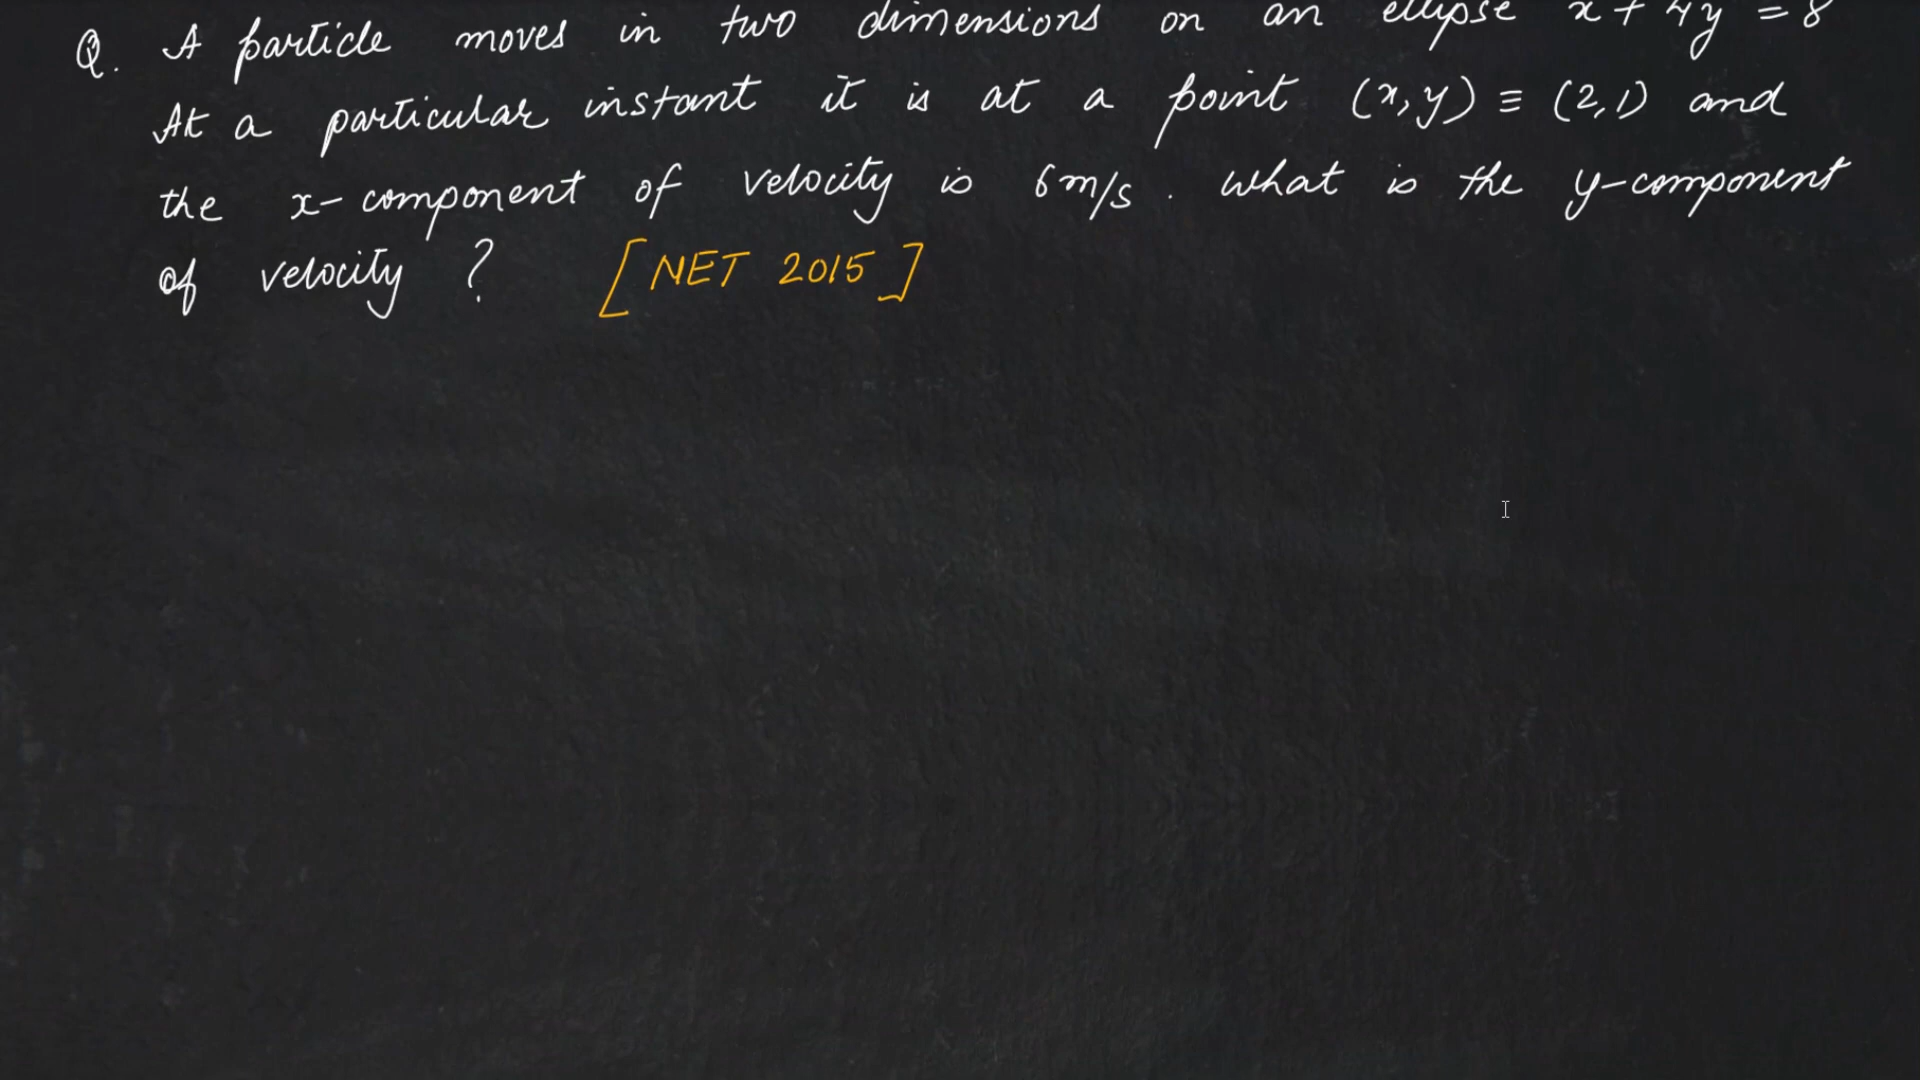 Q. A particle moves in two dimensions on an ellipse x + 4y = 8
At a particular instant it is at a point (x,y) ≡ (2,1) and
the x-component of velocity is 6m/s. What is the y-component
of velocity ? [NET 2015]